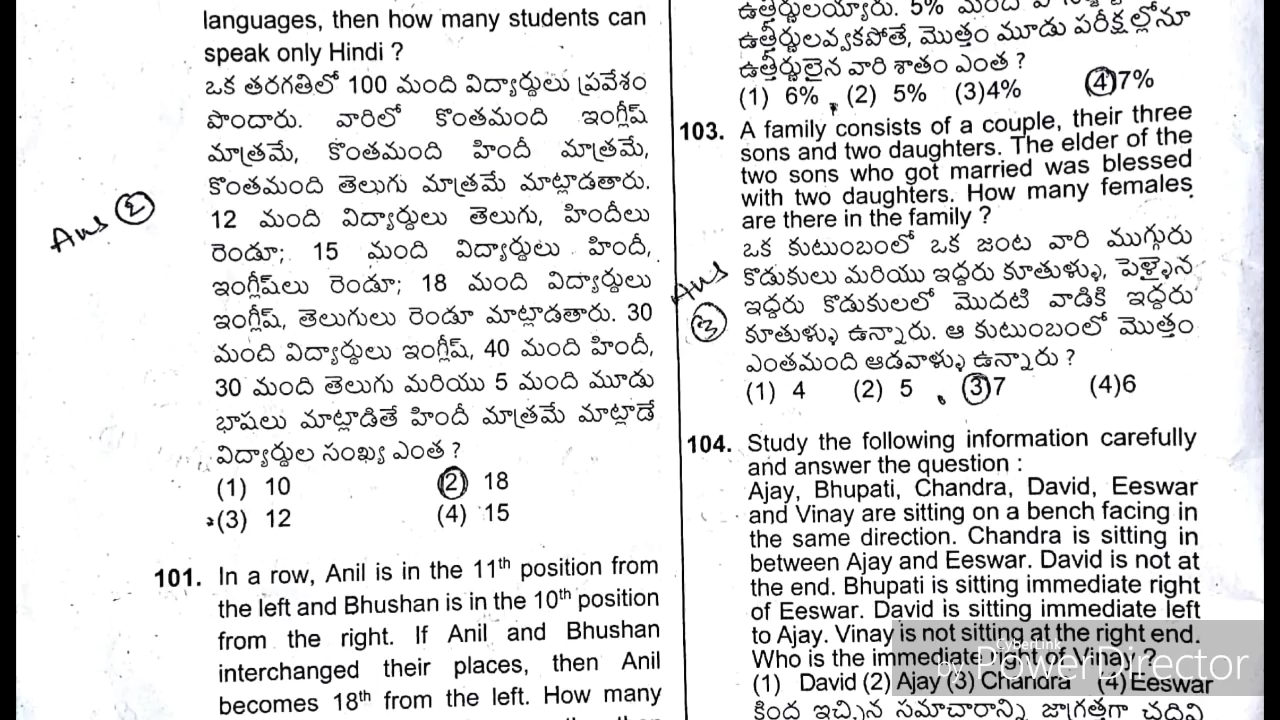 languages, then how many students can
speak only Hindi ?
ఒక తరగతిలో 100 మంది విద్యార్థులు ప్రవేశం
పొందారు. వారిలో కొంతమంది ఇంగ్లీష్
మాత్రమే, కొంతమంది హిందీ మాత్రమే,
కొంతమంది తెలుగు మాత్రమే మాట్లాడతారు.
12 మంది విద్యార్థులు తెలుగు, హిందీలు
రెండూ; 15 మంది విద్యార్థులు హిందీ,
ఇంగ్లీష్‌లు రెండూ; 18 మంది విద్యార్థులు
ఇంగ్లీష్, తెలుగులు రెండూ మాట్లాడతారు. 30
మంది విద్యార్థులు ఇంగ్లీష్, 40 మంది హిందీ,
30 మంది తెలుగు మరియు 5 మంది మూడు
భాషలు మాట్లాడితే హిందీ మాత్రమే మాట్లాడే
విద్యార్థుల సంఖ్య ఎంత ?
(1) 10 (2) 18
(3) 12 (4) 15
Ans 2
101. In a row, Anil is in the 11th position from
the left and Bhushan is in the 10th position
from the right. If Anil and Bhushan
interchanged their places, then Anil
becomes 18th from the left. How many
ఉత్తీర్ణులయ్యారు. 5% మంది
ఉత్తీర్ణులవ్వకపోతే, మొత్తం మూడు పరీక్షల్లోనూ
ఉత్తీర్ణులైన వారి శాతం ఎంత ?
(1) 6% (2) 5% (3)4% (4)7%
103. A family consists of a couple, their three
sons and two daughters. The elder of the
two sons who got married was blessed
with two daughters. How many females
are there in the family ?
ఒక కుటుంబంలో ఒక జంట వారి ముగ్గురు
కొడుకులు మరియు ఇద్దరు కూతుళ్ళు, పెళ్ళైన
ఇద్దరు కొడుకులలో మొదటి వాడికి ఇద్దరు
కూతుళ్ళు ఉన్నారు. ఆ కుటుంబంలో మొత్తం
ఎంతమంది ఆడవాళ్ళు ఉన్నారు ?
(1) 4 (2) 5 (3)7 (4)6
Ans 3
104. Study the following information carefully
and answer the question :
Ajay, Bhupati, Chandra, David, Eeswar
and Vinay are sitting on a bench facing in
the same direction. Chandra is sitting in
between Ajay and Eeswar. David is not at
the end. Bhupati is sitting immediate right
of Eeswar. David is sitting immediate left
to Ajay. Vinay is not sitting at the right end.
Who is the immediate right of Vinay ?
(1) David (2) Ajay (3) Chandra (4) Eeswar
కింద ఇచ్చిన సమాచారాన్ని జాగ్రత్తగా చదివి
CyberLink
by PowerDirector